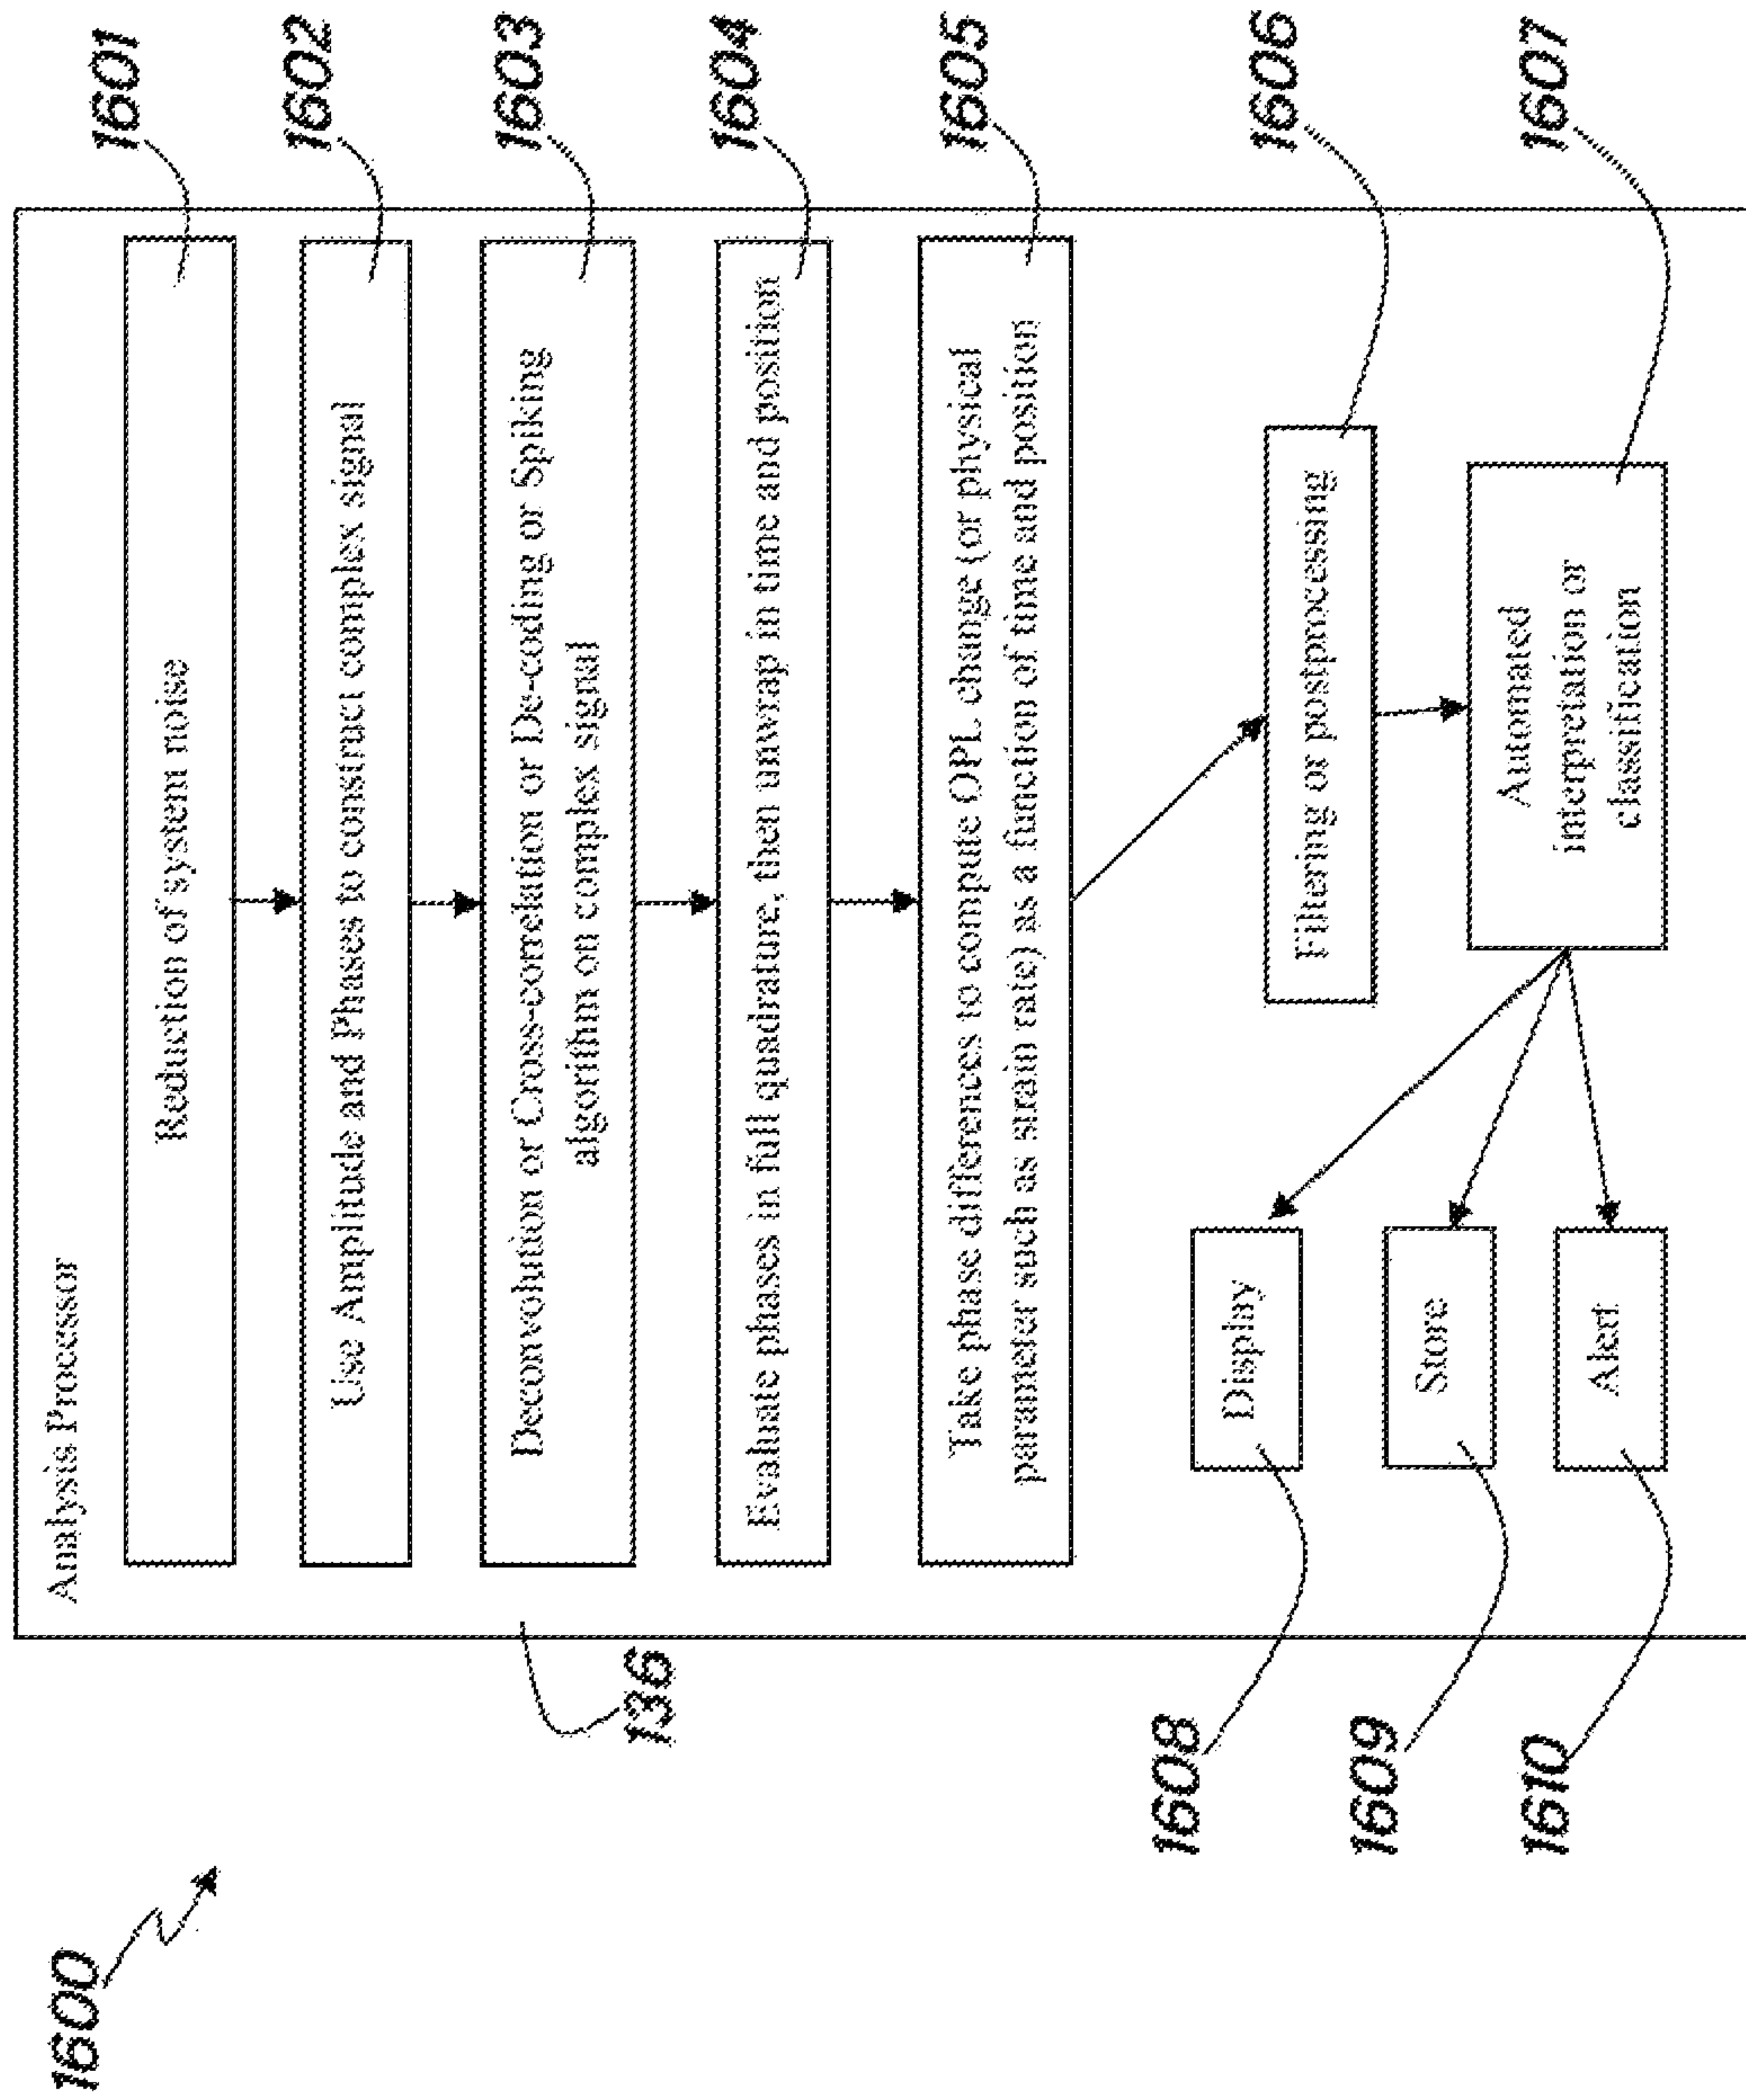 1600
Analysis Processor
136
Reduction of system noise
1601
Use Amplitude and Phases to construct complex signal
1602
Deconvolution or Cross-correlation or De-coding or Spiking
algorithm on complex signal
1603
Evaluate phases in full quadrature, then unwrap in time and position
1604
Take phase differences to compute OPL change (or physical
parameter such as strain rate) as a function of time and position
1605
Filtering or postprocessing
1606
Automated
interpretation or
classification
1607
Display
1608
Store
1609
Alert
1610